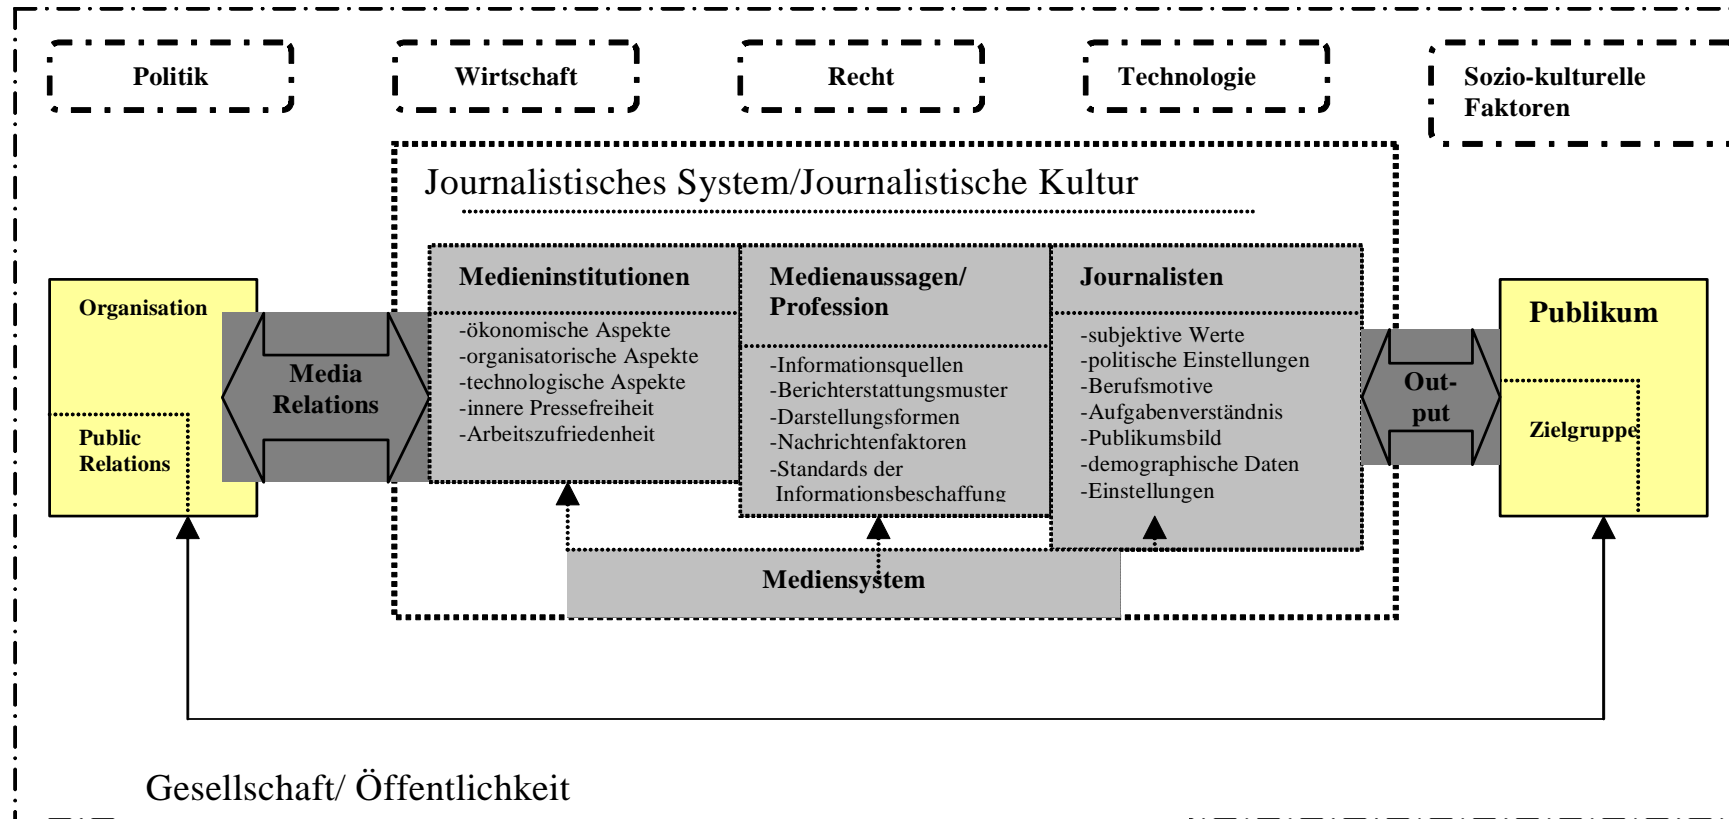 Politik
Wirtschaft
Recht
Technologie
Sozio-kulturelle
Faktoren
Journalistisches System/Journalistische Kultur
Organisation
Public
Relations
Media
Relations
Medieninstitutionen
-ökonomische Aspekte
-organisatorische Aspekte
-technologische Aspekte
-innere Pressefreiheit
-Arbeitszufriedenheit
Medienaussagen/
Profession
-Informationsquellen
-Berichterstattungsmuster
-Darstellungsformen
-Nachrichtenfaktoren
-Standards der
Informationsbeschaffung
Journalisten
-subjektive Werte
-politische Einstellungen
-Berufsmotive
-Aufgabenverständnis
-Publikumsbild
-demographische Daten
-Einstellungen
Out-
put
Publikum
Zielgruppe
Mediensystem
Gesellschaft/ Öffentlichkeit